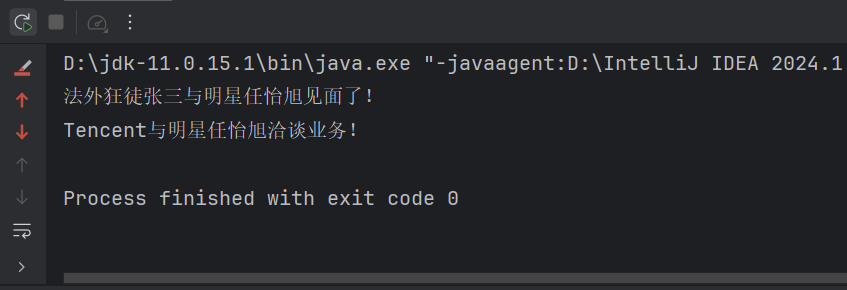 D:\jdk-11.0.15.1\bin\java.exe "-javaagent:D:\IntelliJ IDEA 2024.1
法外狂徒张三与明星任怡旭见面了！
Tencent与明星任怡旭洽谈业务！
Process finished with exit code 0